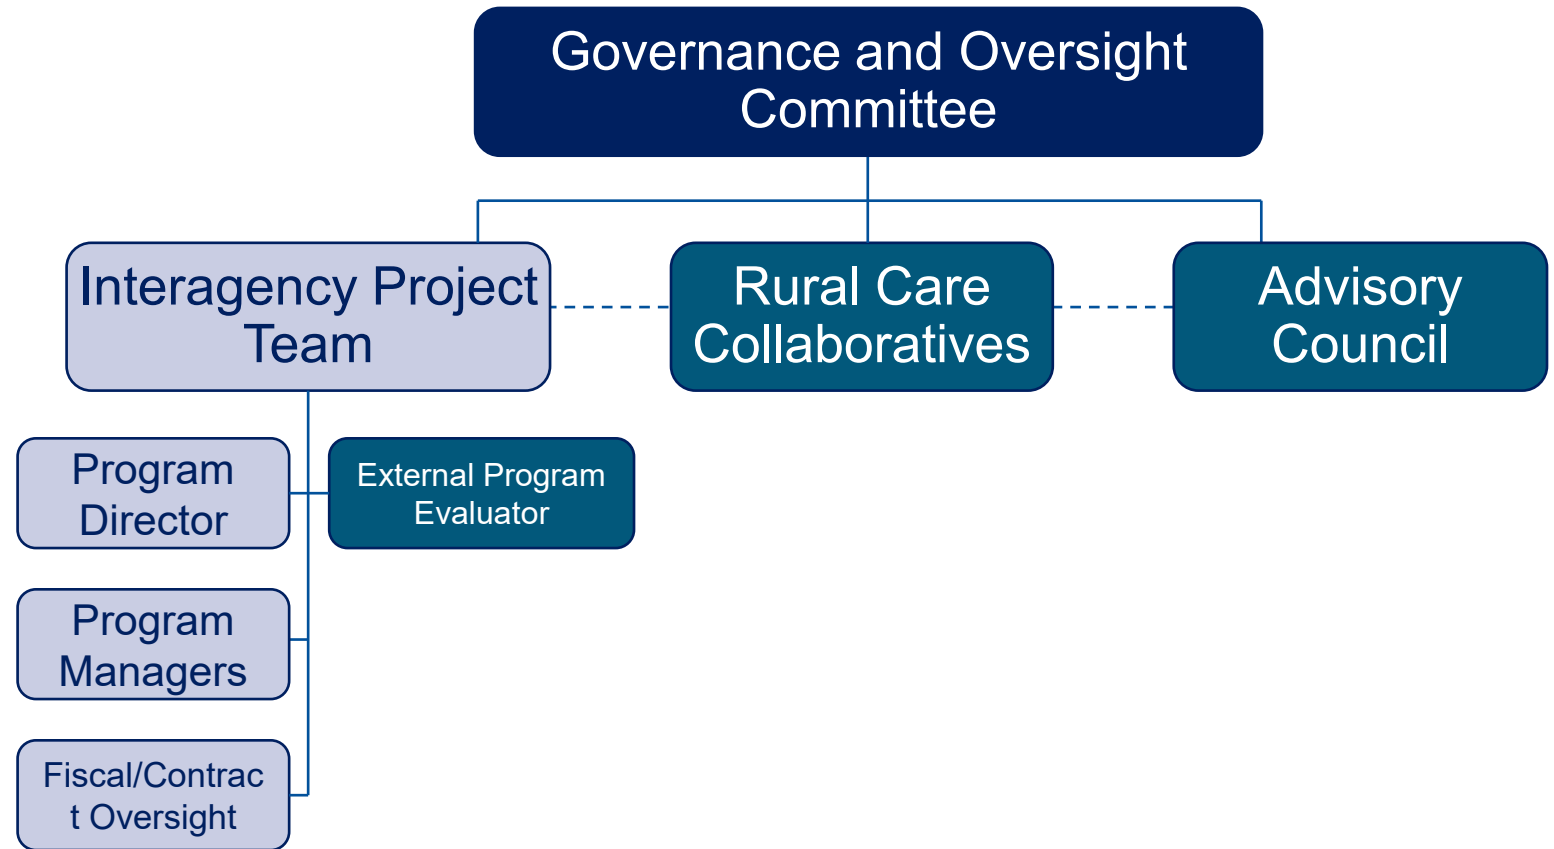 Governance and Oversight
Committee
Interagency Project
Team
Rural Care
Collaboratives
Advisory
Council
Program
Director
External Program
Evaluator
Program
Managers
Fiscal/Contrac
t Oversight